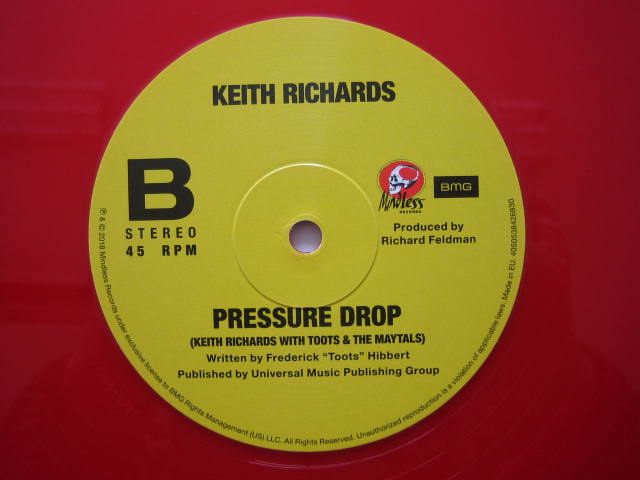 KEITH RICHARDS
B
STEREO
45 RPM
Mindless
RECORDS
BMG
Produced by
Richard Feldman
PRESSURE DROP
(KEITH RICHARDS WITH TOOTS & THE MAYTALS)
Written by Frederick “Toots” Hibbert
Published by Universal Music Publishing Group
℗ & © 2018 Mindless Records under exclusive license to BMG Rights Management (US) LLC. All Rights Reserved. Unauthorized reproduction is a violation of applicable laws. Made in EU. 4050538426830